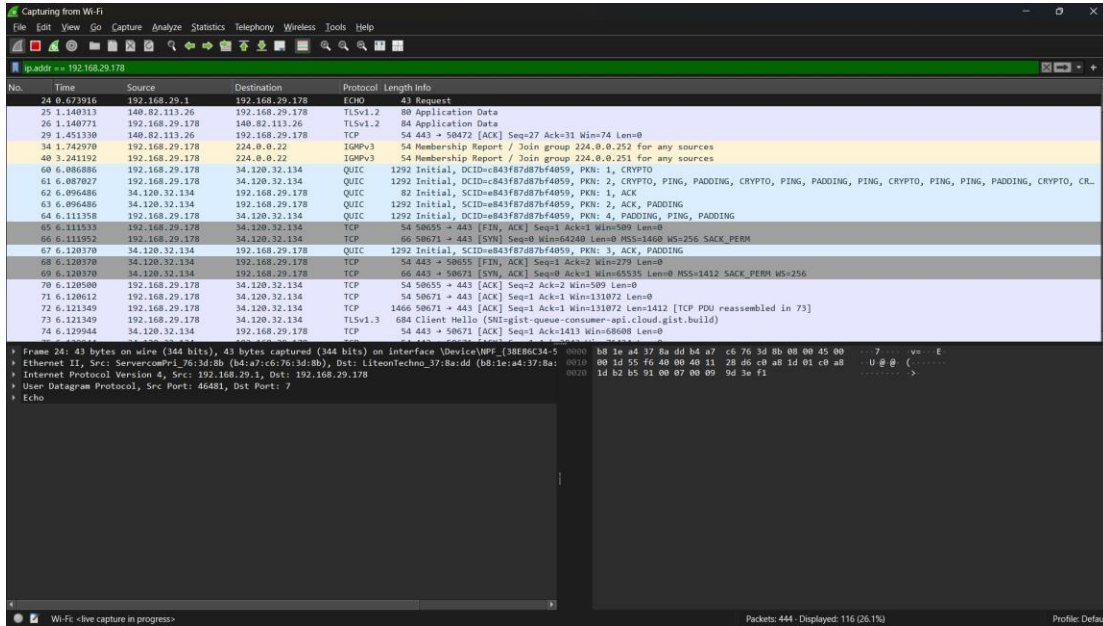 Capturing from Wi-Fi
File Edit View Go Capture Analyze Statistics Telephony Wireless Tools Help
ip.addr == 192.168.29.178
No. Time Source Destination Protocol Length Info
24 0.673916 192.168.29.1 192.168.29.178 ECHO 43 Request
25 1.140313 140.82.113.26 192.168.29.178 TLSv1.2 80 Application Data
26 1.140771 192.168.29.178 140.82.113.26 TLSv1.2 84 Application Data
29 1.451330 140.82.113.26 192.168.29.178 TCP 54 443 → 50472 [ACK] Seq=27 Ack=31 Win=74 Len=0
34 1.742970 192.168.29.178 224.0.0.22 IGMPv3 54 Membership Report / Join group 224.0.0.252 for any sources
40 3.241192 192.168.29.178 224.0.0.22 IGMPv3 54 Membership Report / Join group 224.0.0.251 for any sources
60 6.086886 192.168.29.178 34.120.32.134 QUIC 1292 Initial, DCID=c843f87d87bf4059, PKN: 1, CRYPTO
61 6.087027 192.168.29.178 34.120.32.134 QUIC 1292 Initial, DCID=c843f87d87bf4059, PKN: 2, CRYPTO, PING, PADDING, CRYPTO, PING, PADDING, PING, CRYPTO, PING, PING, PADDING, CRYPTO, CR…
62 6.096486 34.120.32.134 192.168.29.178 QUIC 82 Initial, SCID=e843f87d87bf4059, PKN: 1, ACK
63 6.096486 34.120.32.134 192.168.29.178 QUIC 1292 Initial, SCID=e843f87d87bf4059, PKN: 2, ACK, PADDING
64 6.111358 192.168.29.178 34.120.32.134 QUIC 1292 Initial, DCID=e843f87d87bf4059, PKN: 4, PADDING, PING, PADDING
65 6.111533 192.168.29.178 34.120.32.134 TCP 54 50655 → 443 [FIN, ACK] Seq=1 Ack=1 Win=509 Len=0
66 6.111952 192.168.29.178 34.120.32.134 TCP 66 50671 → 443 [SYN] Seq=0 Win=64240 Len=0 MSS=1460 WS=256 SACK_PERM
67 6.120370 34.120.32.134 192.168.29.178 QUIC 1292 Initial, SCID=e843f87d87bf4059, PKN: 3, ACK, PADDING
68 6.120370 34.120.32.134 192.168.29.178 TCP 54 443 → 50655 [FIN, ACK] Seq=1 Ack=2 Win=279 Len=0
69 6.120370 34.120.32.134 192.168.29.178 TCP 66 443 → 50671 [SYN, ACK] Seq=0 Ack=1 Win=65535 Len=0 MSS=1412 SACK_PERM WS=256
70 6.120500 192.168.29.178 34.120.32.134 TCP 54 50655 → 443 [ACK] Seq=2 Ack=2 Win=509 Len=0
71 6.120612 192.168.29.178 34.120.32.134 TCP 54 50671 → 443 [ACK] Seq=1 Ack=1 Win=131072 Len=0
72 6.121349 192.168.29.178 34.120.32.134 TCP 1466 50671 → 443 [ACK] Seq=1 Ack=1 Win=131072 Len=1412 [TCP PDU reassembled in 73]
73 6.121349 192.168.29.178 34.120.32.134 TLSv1.3 684 Client Hello (SNI=gist-queue-consumer-api.cloud.gist.build)
74 6.129944 34.120.32.134 192.168.29.178 TCP 54 443 → 50671 [ACK] Seq=1 Ack=1413 Win=68608 Len=0
Frame 24: 43 bytes on wire (344 bits), 43 bytes captured (344 bits) on interface \Device\NPF_{38E86C34-5
Ethernet II, Src: ServercomPri_76:3d:8b (b4:a7:c6:76:3d:8b), Dst: LiteonTechno_37:8a:dd (b8:1e:a4:37:8a:
Internet Protocol Version 4, Src: 192.168.29.1, Dst: 192.168.29.178
User Datagram Protocol, Src Port: 46481, Dst Port: 7
Echo
0000 b8 1e a4 37 8a dd b4 a7 c6 76 3d 8b 08 00 45 00 ···7···· ·v=···E·
0010 00 1d 55 f6 40 00 40 11 28 d6 c0 a8 1d 01 c0 a8 ··U·@·@· (·······
0020 1d b2 b5 91 00 07 00 09 9d 3e f1 ········ ·>·
Wi-Fi: <live capture in progress>
Packets: 444 · Displayed: 116 (26.1%)
Profile: Defau